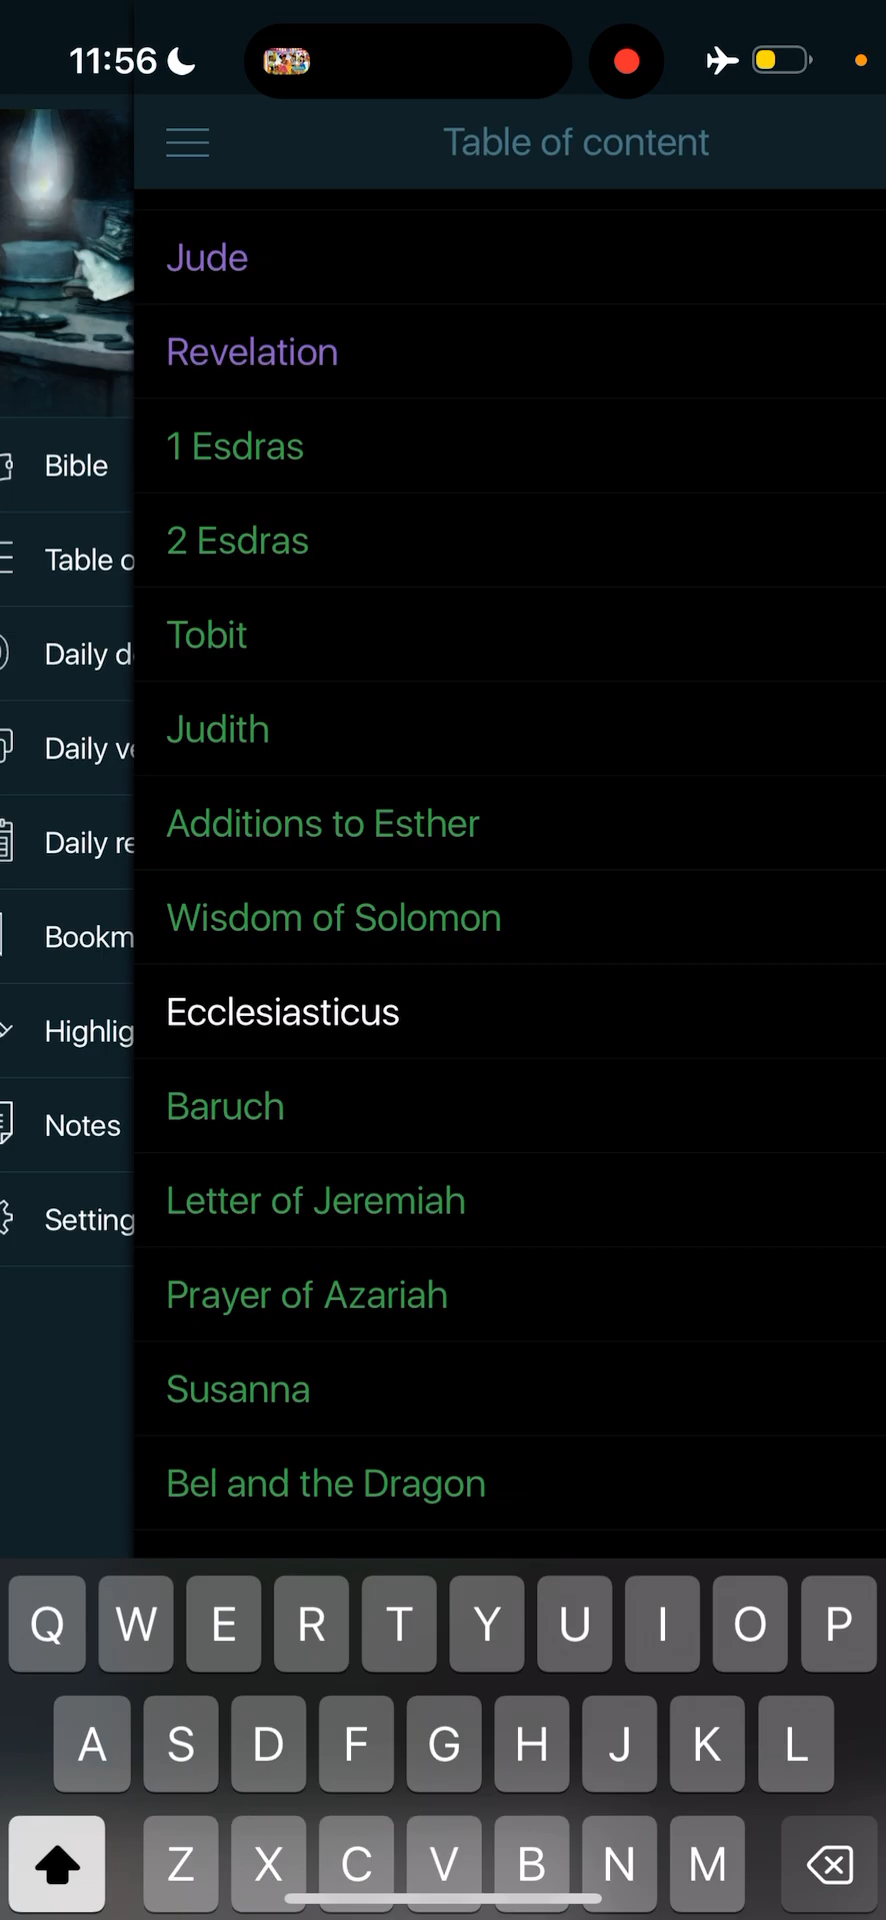 11:56
Table of content
Jude
Revelation
1 Esdras
2 Esdras
Tobit
Judith
Additions to Esther
Wisdom of Solomon
Ecclesiasticus
Baruch
Letter of Jeremiah
Prayer of Azariah
Susanna
Bel and the Dragon
Bible
Table o
Daily d
Daily v
Daily re
Bookm
Highlig
Notes
Setting
Q W E R T Y U I O P
A S D F G H J K L
Z X C V B N M